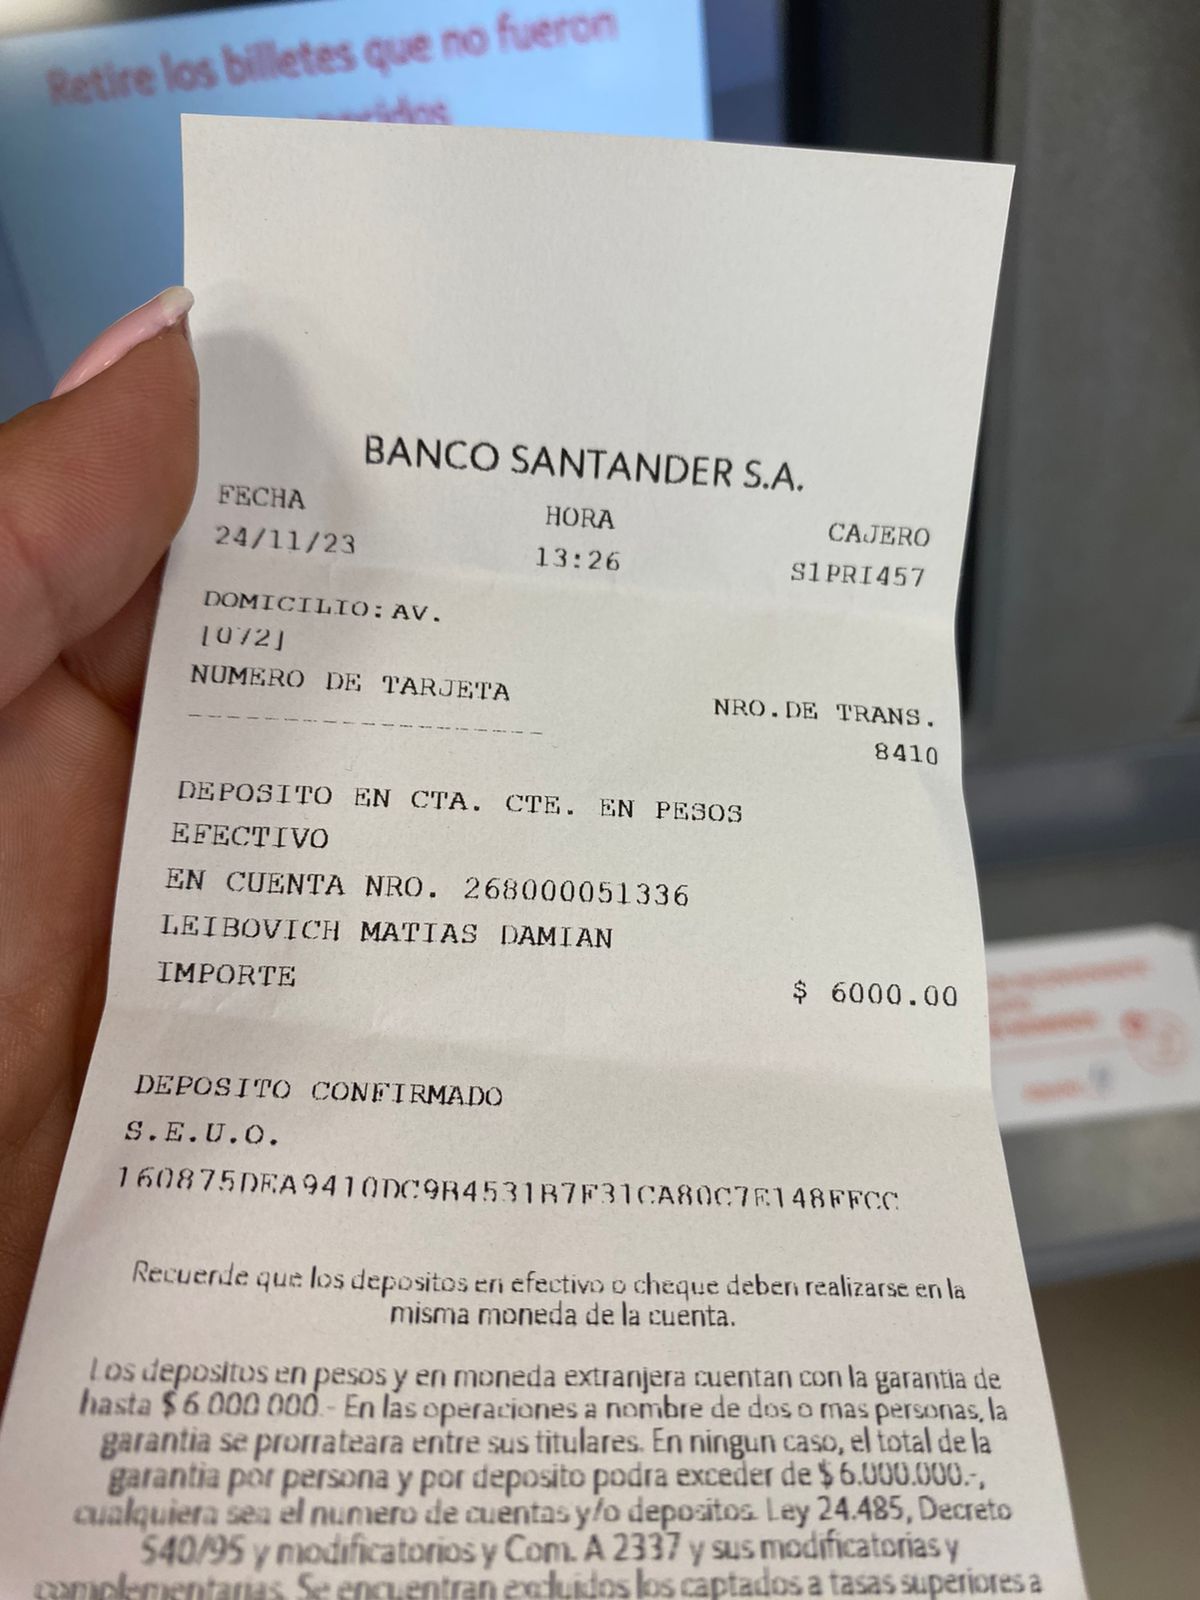 Retire los billetes que no fueron
BANCO SANTANDER S.A.
FECHA HORA CAJERO
24/11/23 13:26 S1PRI457
DOMICILIO: AV.
[072]
NUMERO DE TARJETA NRO.DE TRANS.
-------------------- 8410
DEPOSITO EN CTA. CTE. EN PESOS
EFECTIVO
EN CUENTA NRO. 268000051336
LEIBOVICH MATIAS DAMIAN
IMPORTE $ 6000.00
DEPOSITO CONFIRMADO
S.E.U.O.
160875DEA9410DC9B4531B7F31CA80C7E148FFCC
Recuerde que los depositos en efectivo o cheque deben realizarse en la
misma moneda de la cuenta.
Los depositos en pesos y en moneda extranjera cuentan con la garantia de
hasta $ 6.000.000.- En las operaciones a nombre de dos o mas personas, la
garantia se prorrateara entre sus titulares. En ningun caso, el total de la
garantia por persona y por deposito podra exceder de $ 6.000.000.-,
cualquiera sea el numero de cuentas y/o depositos. Ley 24.485, Decreto
540/95 y modificatorios y Com. A 2337 y sus modificatorias y
complementarias. Se encuentran excluidos los captados a tasas superiores a